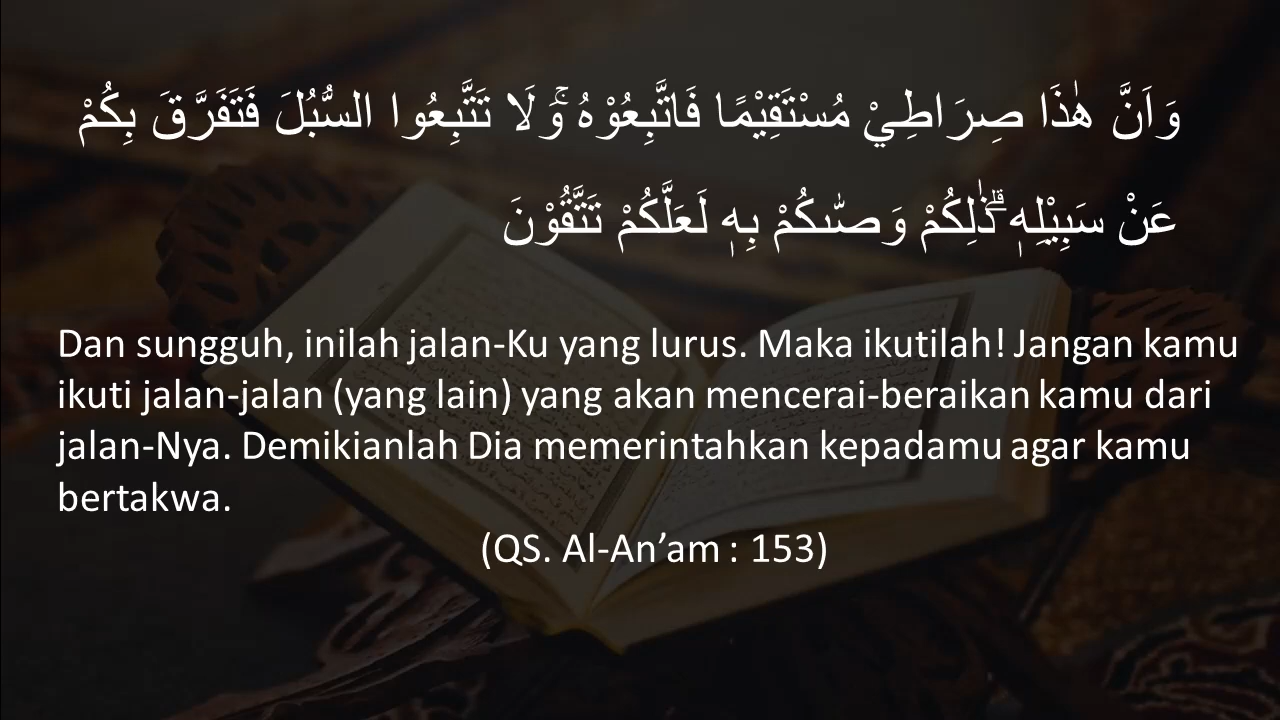 وَاَنَّ هٰذَا صِرَاطِيْ مُسْتَقِيْمًا فَاتَّبِعُوْهُ ۚوَلَا تَتَّبِعُوا السُّبُلَ فَتَفَرَّقَ بِكُمْ
عَنْ سَبِيْلِهٖ ۗذٰلِكُمْ وَصّٰىكُمْ بِهٖ لَعَلَّكُمْ تَتَّقُوْنَ
Dan sungguh, inilah jalan-Ku yang lurus. Maka ikutilah! Jangan kamu
ikuti jalan-jalan (yang lain) yang akan mencerai-beraikan kamu dari
jalan-Nya. Demikianlah Dia memerintahkan kepadamu agar kamu
bertakwa.
(QS. Al-An’am : 153)